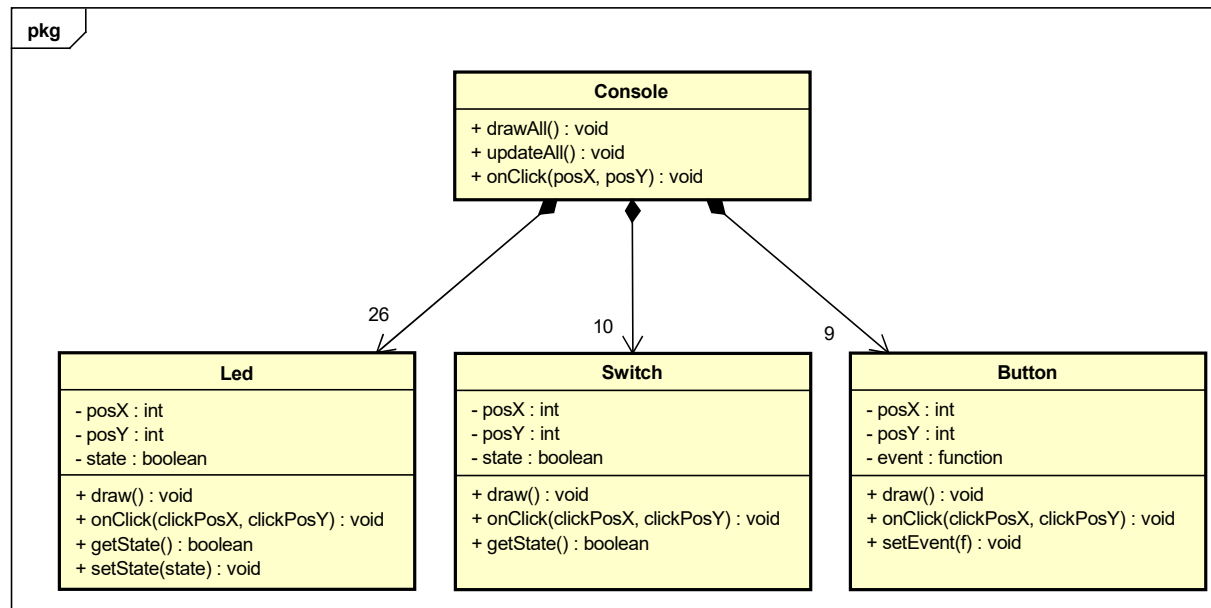 pkg
Console
+ drawAll() : void
+ updateAll() : void
+ onClick(posX, posY) : void
26
10
9
Led
- posX : int
- posY : int
- state : boolean
+ draw() : void
+ onClick(clickPosX, clickPosY) : void
+ getState() : boolean
+ setState(state) : void
Switch
- posX : int
- posY : int
- state : boolean
+ draw() : void
+ onClick(clickPosX, clickPosY) : void
+ getState() : boolean
Button
- posX : int
- posY : int
- event : function
+ draw() : void
+ onClick(clickPosX, clickPosY) : void
+ setEvent(f) : void